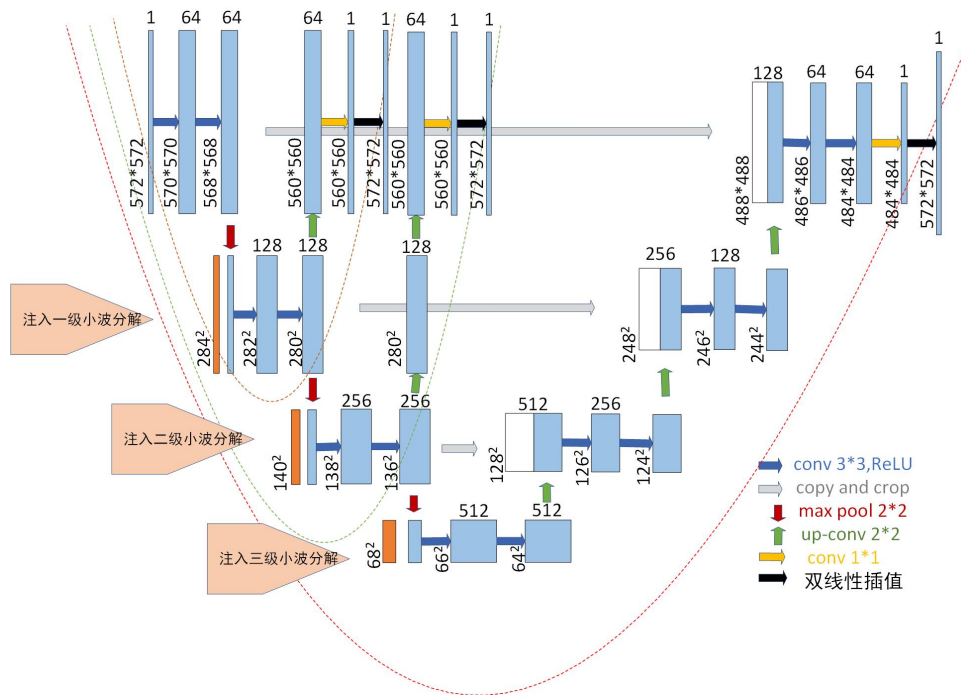 1 64 64 64 1 1 64 1 1
572*572 570*570 568*568 560*560 560*560 572*572 560*560 560*560 572*572
128 64 64 1 1
488*488 486*486 484*484 484*484 572*572
注入一级小波分解
128 128 128
284² 282² 280² 280²
256 128
248² 246² 244²
注入二级小波分解
256 256
140² 138² 136²
512 256
128² 126² 124²
注入三级小波分解
512 512
68² 66² 64²
conv 3*3,ReLU
copy and crop
max pool 2*2
up-conv 2*2
conv 1*1
双线性插值